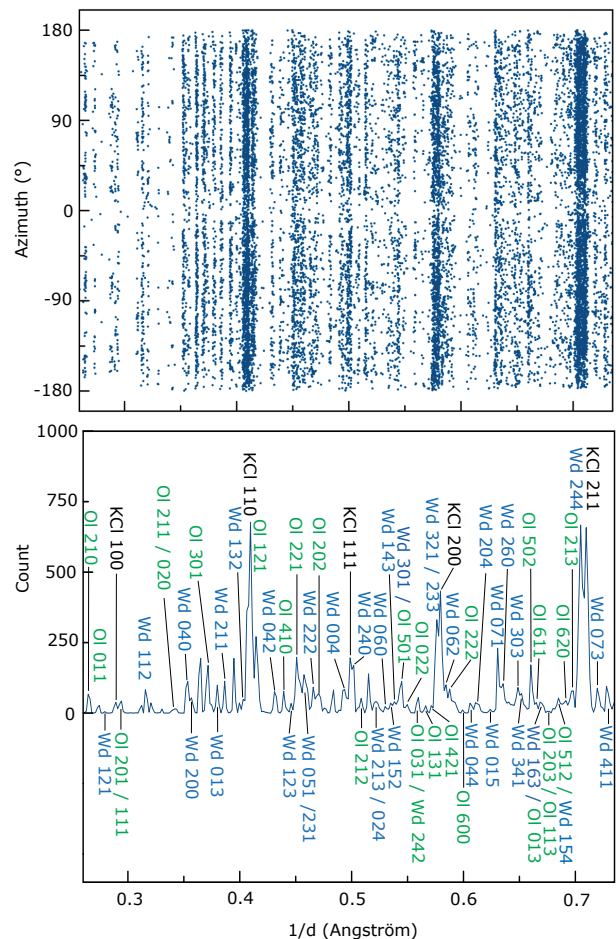 180
90
0
-90
-180
Azimuth (°)
1000
750
500
250
0
Count
Ol 210
Ol 011
KCl 100
Wd 121
Ol 201 / 111
Wd 112
Ol 211 / 020
Wd 040
Wd 200
Ol 301
Wd 013
Wd 211
Wd 132
KCl 110
Ol 121
Wd 042
Ol 410
Wd 123
Ol 221
Wd 051 /231
Wd 222
Ol 202
Wd 004
KCl 111
Wd 240
Ol 212
Wd 060
Wd 213 / 024
Wd 143
Wd 152
Wd 301 / Ol 501
Ol 022
Ol 031 / Wd 242
Ol 131
Ol 421
Wd 321 / 233
KCl 200
Wd 062
Ol 222
Ol 600
Wd 044
Wd 204
Wd 015
Wd 071
Wd 260
Wd 303
Wd 341
Ol 502
Ol 611
Wd 163 / Ol 013
Ol 203 / Ol 113
Ol 620
Ol 512 / Wd 154
Ol 213
Wd 244
KCl 211
Wd 073
Wd 411
0.3
0.4
0.5
0.6
0.7
1/d (Angström)